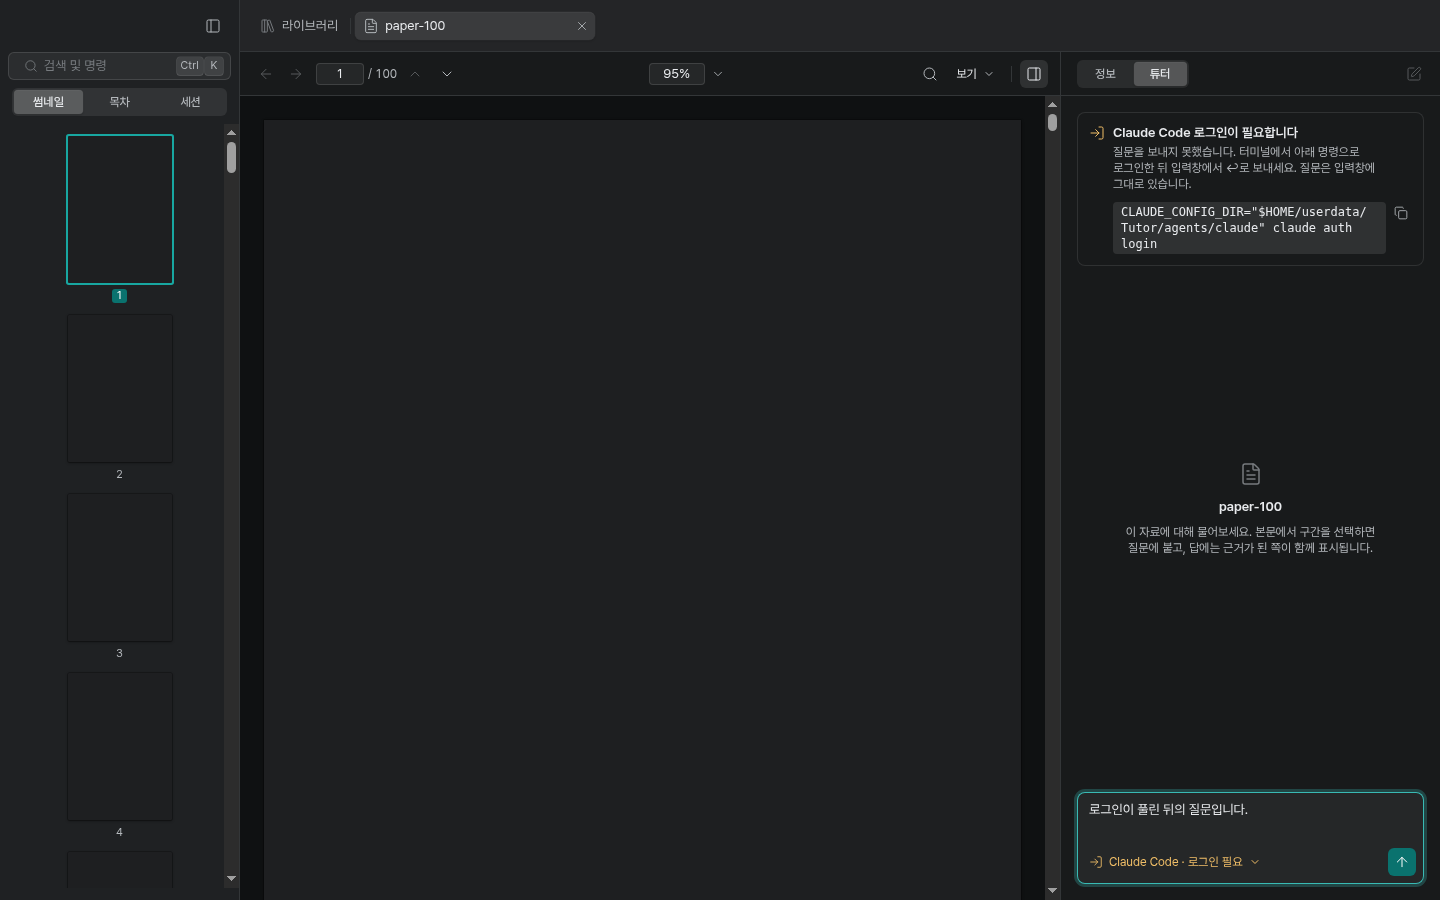 라이브러리
paper-100
검색 및 명령
Ctrl K
썸네일 목차 세션
1
2
3
4
1 / 100
95%
보기
정보 튜터
Claude Code 로그인이 필요합니다
질문을 보내지 못했습니다. 터미널에서 아래 명령으로
로그인한 뒤 입력창에서 ↩로 보내세요. 질문은 입력창에
그대로 있습니다.
CLAUDE_CONFIG_DIR="$HOME/userdata/
Tutor/agents/claude" claude auth
login
paper-100
이 자료에 대해 물어보세요. 본문에서 구간을 선택하면
질문에 붙고, 답에는 근거가 된 쪽이 함께 표시됩니다.
로그인이 풀린 뒤의 질문입니다.
Claude Code · 로그인 필요